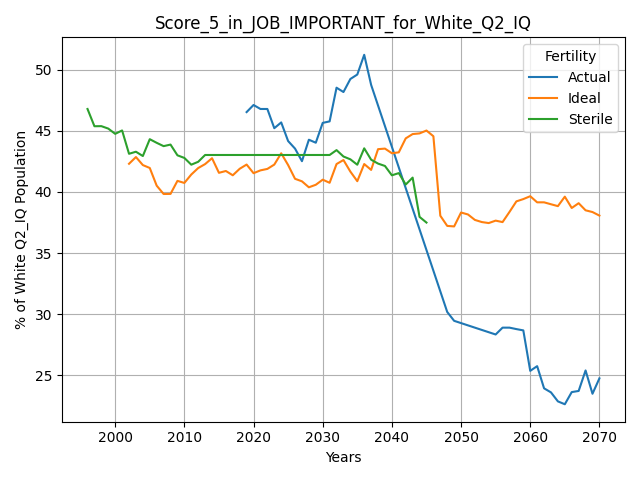 Score_5_in_JOB_IMPORTANT_for_White_Q2_IQ
Fertility
Actual
Ideal
Sterile
% of White Q2_IQ Population
50
45
40
35
30
25
2000 2010 2020 2030 2040 2050 2060 2070
Years